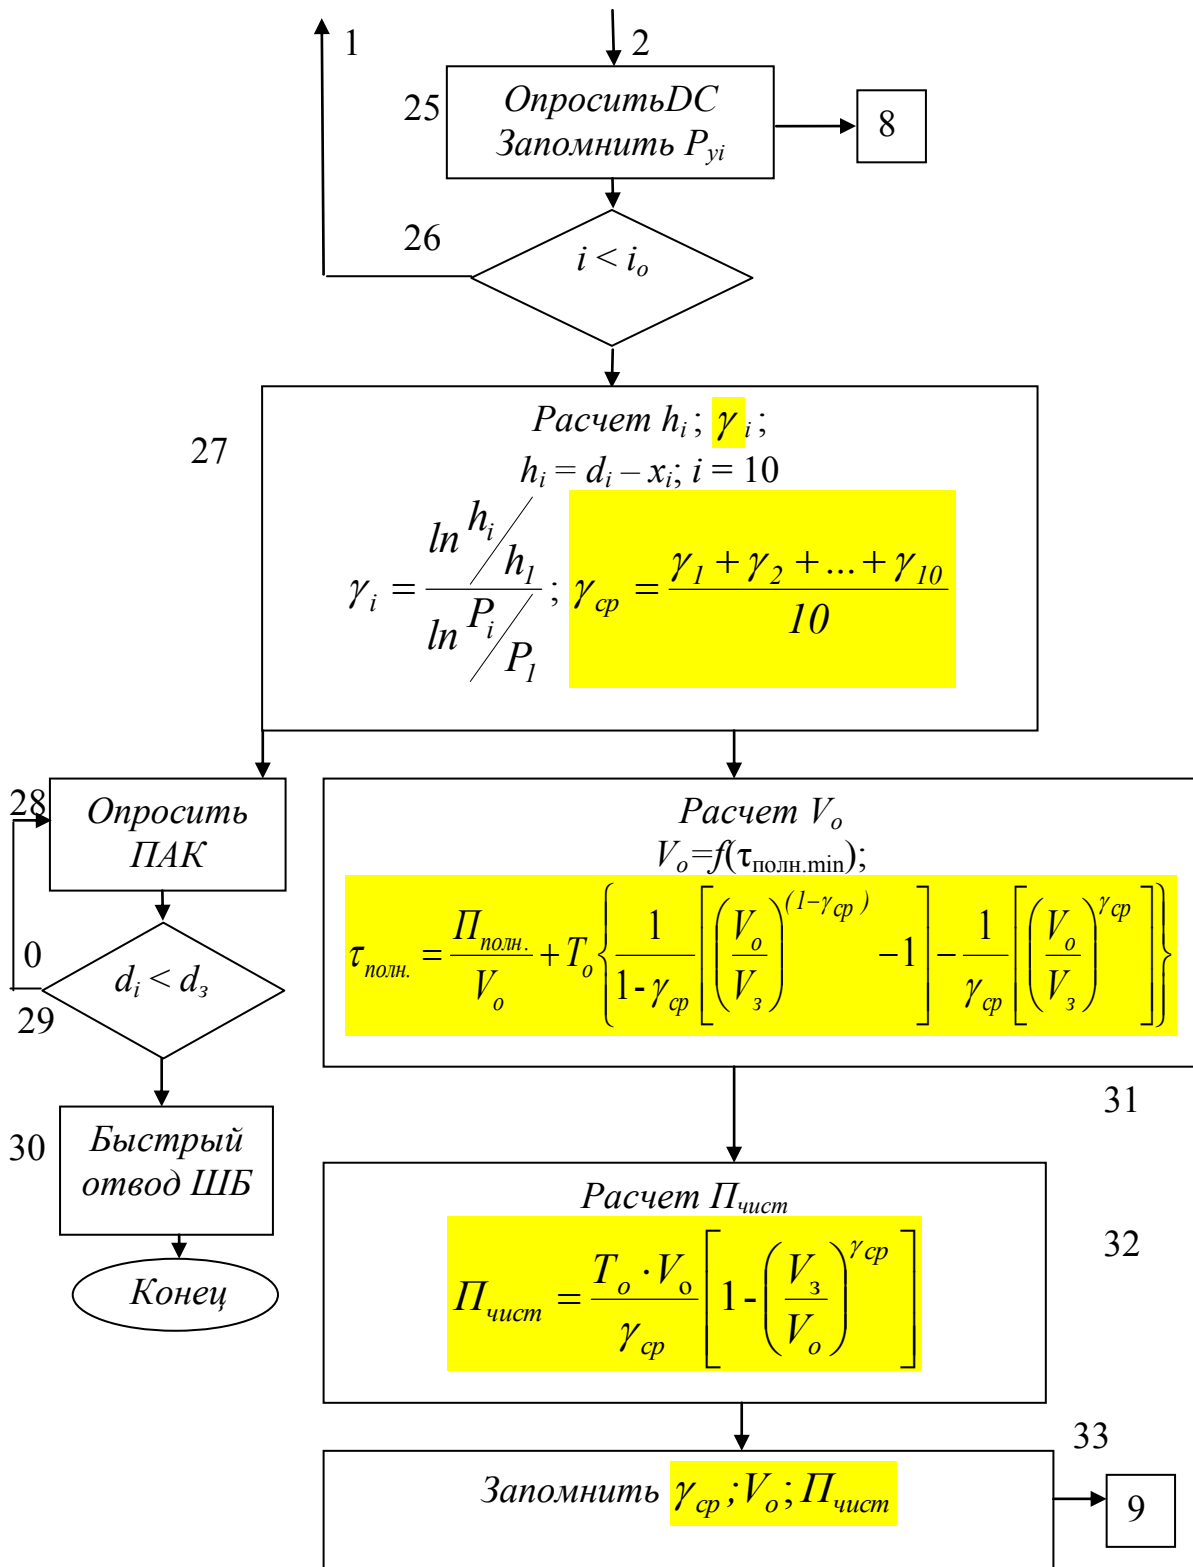 1
2
25
ОпроситьDC
Запомнить P_yi
8
26
i < i_o
27
Расчет h_i ; γ_i ;
h_i = d_i – x_i; i = 10
γ_i = (ln h_i/h_1)/(ln P_i/P_1) ; γ_ср = (γ_1 + γ_2 + ... + γ_10)/10
28
Опросить
ПАК
0
d_i < d_з
29
30
Быстрый
отвод ШБ
Конец
Расчет V_o
V_o=f(τ_полн.min);
τ_полн. = П_полн./V_o + T_o {1/(1-γ_ср) [(V_o/V_з)^(1-γ_ср) - 1] - 1/γ_ср [(V_o/V_з)^γ_ср]}
31
Расчет П_чист
32
П_чист = (T_o · V_o)/γ_ср [1 - (V_з/V_o)^γ_ср]
33
Запомнить γ_ср ; V_o ; П_чист
9